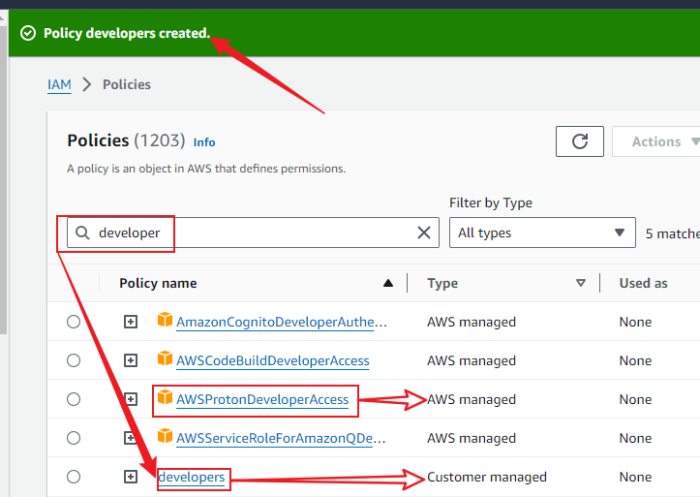 Policy developers created.
IAM > Policies
Policies (1203) Info
Actions
A policy is an object in AWS that defines permissions.
Filter by Type
developer
All types
5 matche
Policy name Type Used as
AmazonCognitoDeveloperAuthe... AWS managed None
AWSCodeBuildDeveloperAccess AWS managed None
AWSProtonDeveloperAccess AWS managed None
AWSServiceRoleForAmazonQDe... AWS managed None
developers Customer managed None